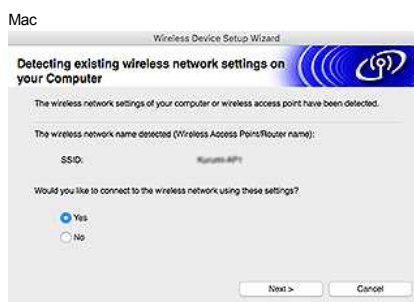 Mac
Wireless Device Setup Wizard
Detecting existing wireless network settings on
your Computer
The wireless network settings of your computer or wireless access point have been detected.
The wireless network name detected (Wireless Access Point/Router name):
SSID:
Would you like to connect to the wireless network using these settings?
Yes
No
Next >
Cancel